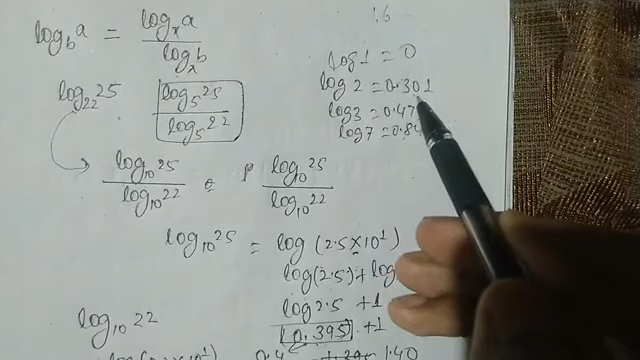 1.6
log_b a = log_x a / log_x b
log 1 = 0
log 2 = 0.301
log 3 = 0.47
log 7 = 0.84
log_22 25
log_5 25 / log_5 22
log_10 25 / log_10 22
log_10 25 / log_10 22
log_10 25 = log (2.5 × 10^1)
log (2.5) + log
log 2.5 + 1
0.395 + 1
log_10 22
1.40